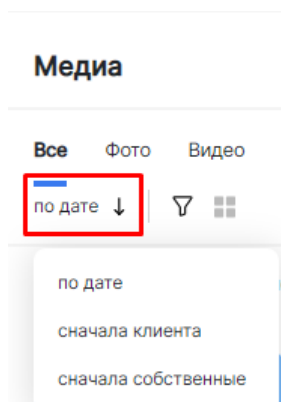 Медиа
Все Фото Видео
по дате ↓
по дате
сначала клиента
сначала собственные